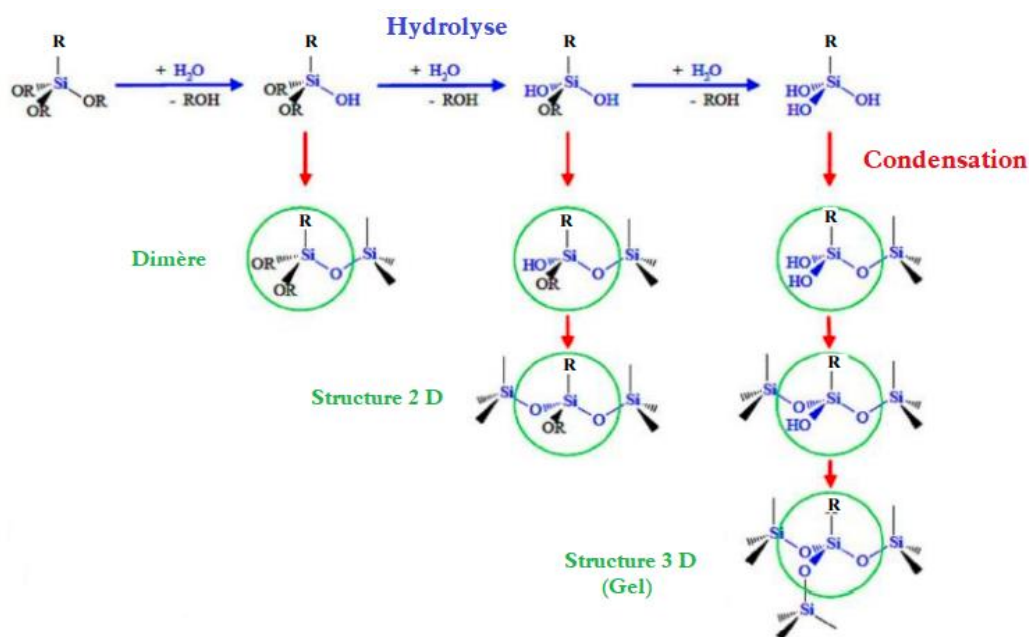 Hydrolyse
R
Si
OR
OR
OR
+ H₂O
- ROH
R
Si
OR
OR
OH
+ H₂O
- ROH
R
Si
HO
OR
OH
+ H₂O
- ROH
R
Si
HO
HO
OH
Condensation
Dimère
R
Si
OR
OR
O
Si
R
Si
HO
OR
O
Si
R
Si
HO
HO
O
Si
Structure 2 D
Si
O
R
Si
OR
O
Si
Si
O
R
Si
HO
O
Si
Structure 3 D
(Gel)
Si
O
R
Si
O
O
Si
Si